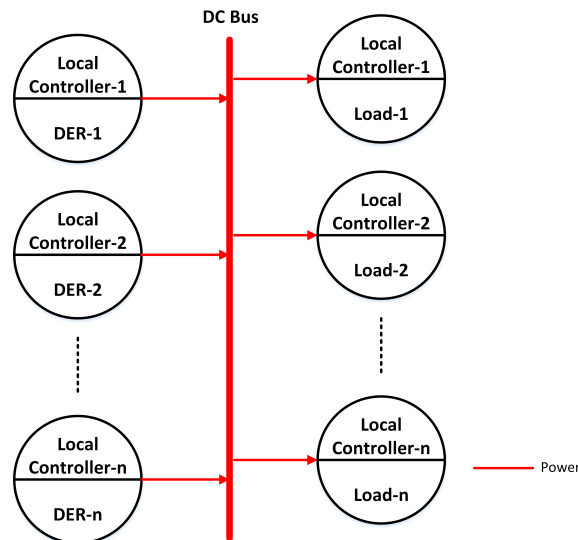 DC Bus
Local
Controller-1
DER-1
Local
Controller-1
Load-1
Local
Controller-2
DER-2
Local
Controller-2
Load-2
Local
Controller-n
DER-n
Local
Controller-n
Load-n
Power